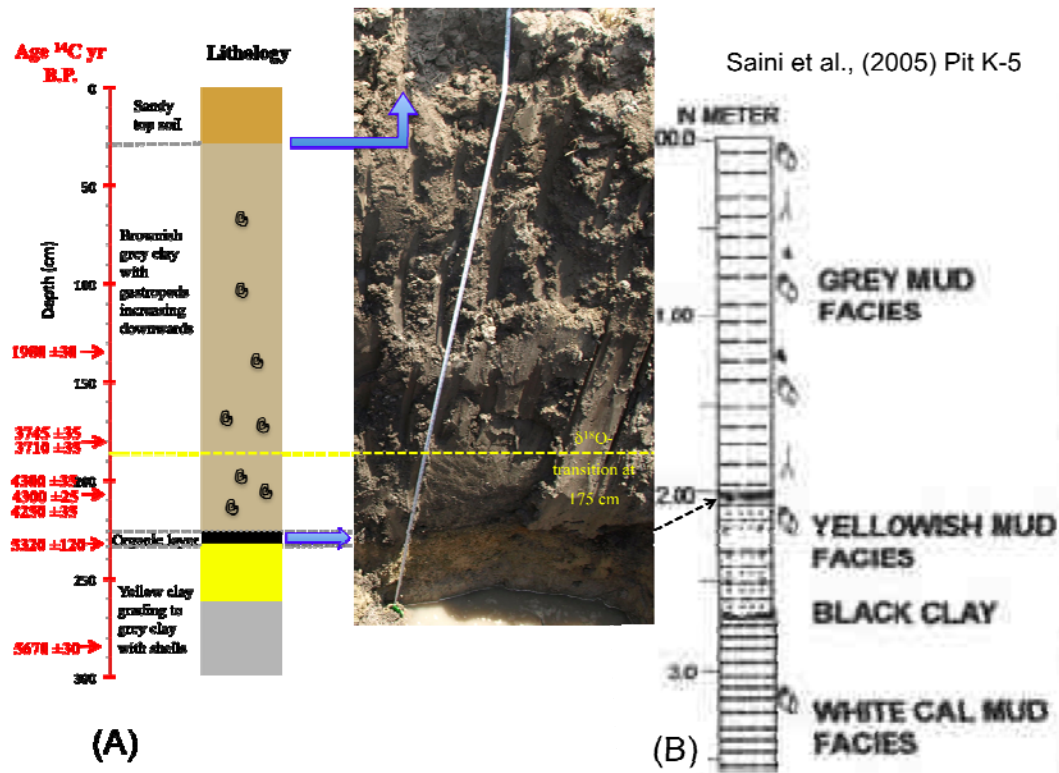 Age ¹⁴C yr
B.P.
Lithology
Saini et al., (2005) Pit K-5
0
50
100
150
200
250
300
Depth (cm)
Sandy
top soil
Brownish
grey clay
with
gastropods
increasing
downwards
Organic layer
Yellow clay
grading to
grey clay
with shells
3745 ±35
3710 ±35
4300 ±25
4250 ±35
5320 ±120
5670 ±30
δ¹⁸O-
transition at
175 cm
IN METER
00.0
1.00
2.00
3.0
GREY MUD
FACIES
YELLOWISH MUD
FACIES
BLACK CLAY
WHITE CAL MUD
FACIES
(A)
(B)